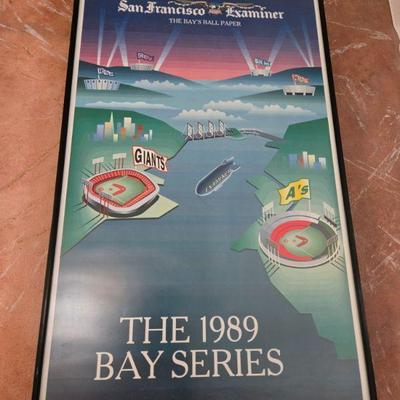 San Francisco Examiner
THE BAY'S BALL PAPER
GIANTS
A's
THE 1989
BAY SERIES